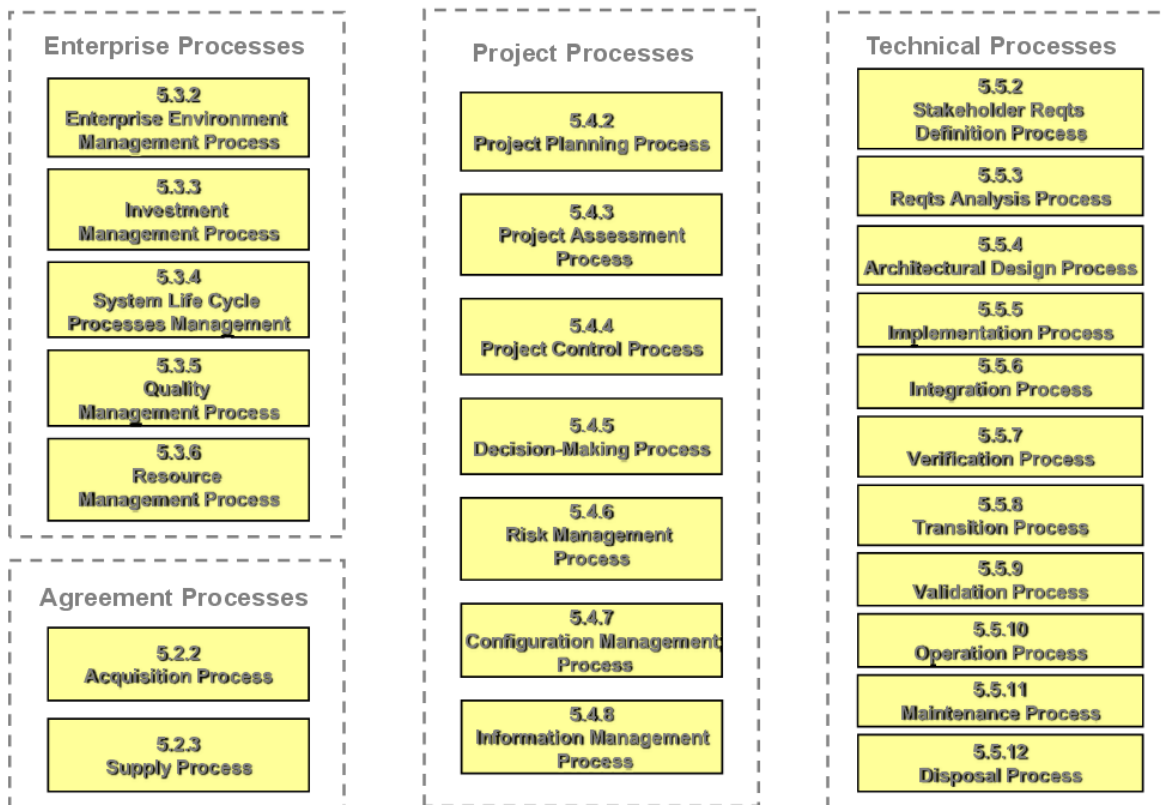 Enterprise Processes
5.3.2
Enterprise Environment
Management Process
5.3.3
Investment
Management Process
5.3.4
System Life Cycle
Processes Management
5.3.5
Quality
Management Process
5.3.6
Resource
Management Process
Agreement Processes
5.2.2
Acquisition Process
5.2.3
Supply Process
Project Processes
5.4.2
Project Planning Process
5.4.3
Project Assessment
Process
5.4.4
Project Control Process
5.4.5
Decision-Making Process
5.4.6
Risk Management
Process
5.4.7
Configuration Management
Process
5.4.8
Information Management
Process
Technical Processes
5.5.2
Stakeholder Reqts
Definition Process
5.5.3
Reqts Analysis Process
5.5.4
Architectural Design Process
5.5.5
Implementation Process
5.5.6
Integration Process
5.5.7
Verification Process
5.5.8
Transition Process
5.5.9
Validation Process
5.5.10
Operation Process
5.5.11
Maintenance Process
5.5.12
Disposal Process